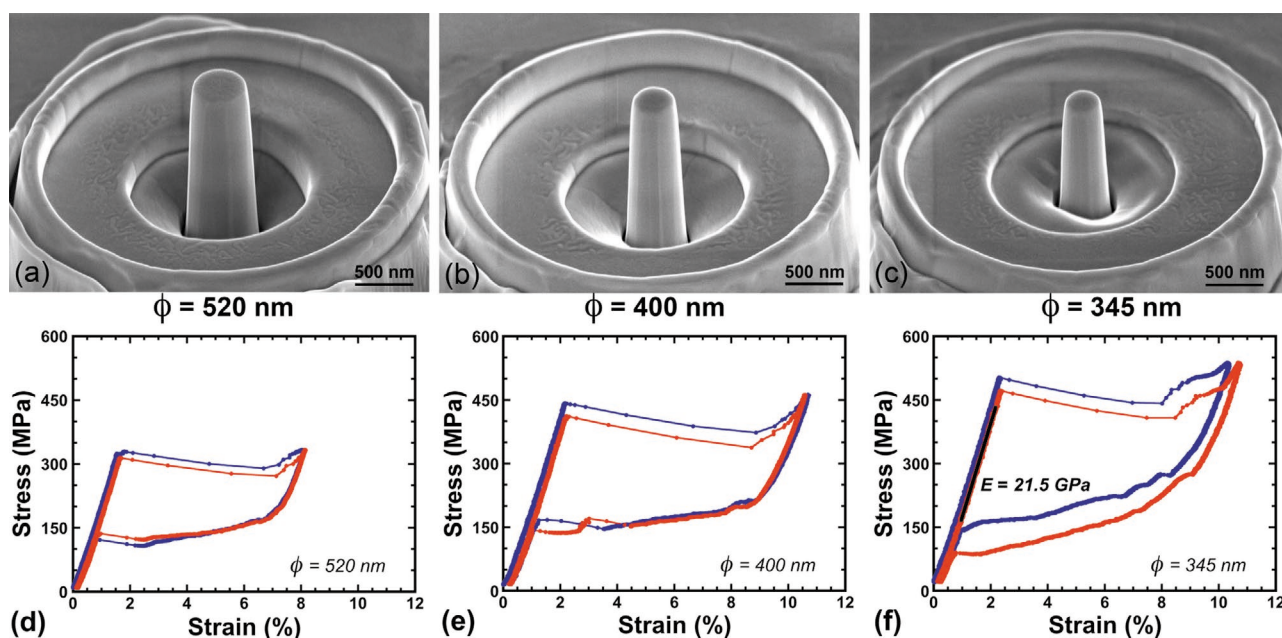 (a)
500 nm
(b)
500 nm
(c)
500 nm
ϕ = 520 nm
ϕ = 400 nm
ϕ = 345 nm
600
450
300
150
0
Stress (MPa)
ϕ = 520 nm
0 2 4 6 8 10 12
(d)
Strain (%)
600
450
300
150
0
Stress (MPa)
ϕ = 400 nm
0 2 4 6 8 10 12
(e)
Strain (%)
600
450
300
150
0
Stress (MPa)
E = 21.5 GPa
ϕ = 345 nm
0 2 4 6 8 10 12
(f)
Strain (%)